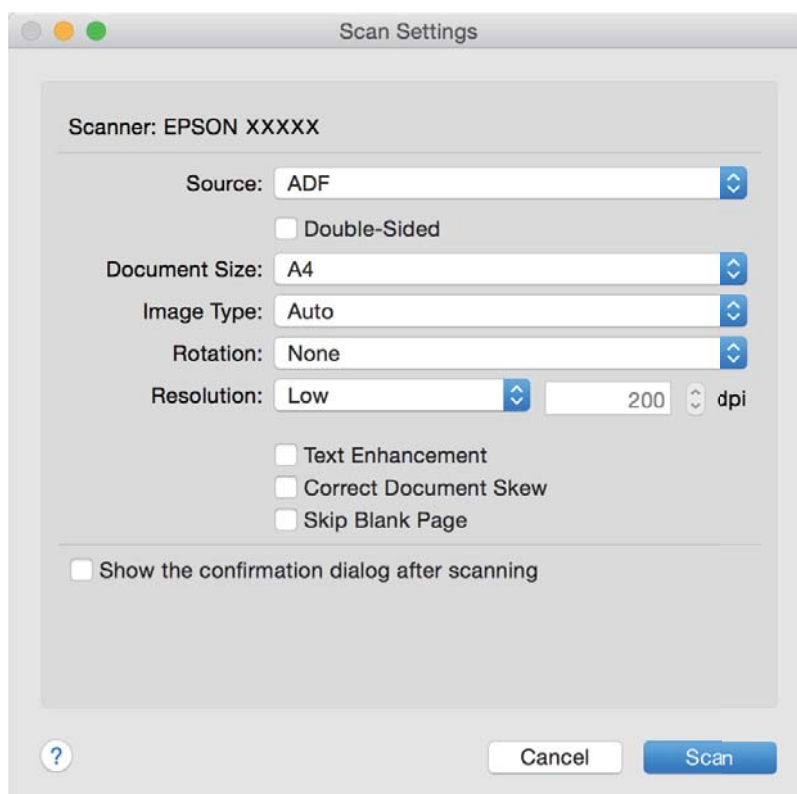 Scan Settings
Scanner: EPSON XXXXX
Source: ADF
Double-Sided
Document Size: A4
Image Type: Auto
Rotation: None
Resolution: Low 200 dpi
Text Enhancement
Correct Document Skew
Skip Blank Page
Show the confirmation dialog after scanning
? Cancel Scan